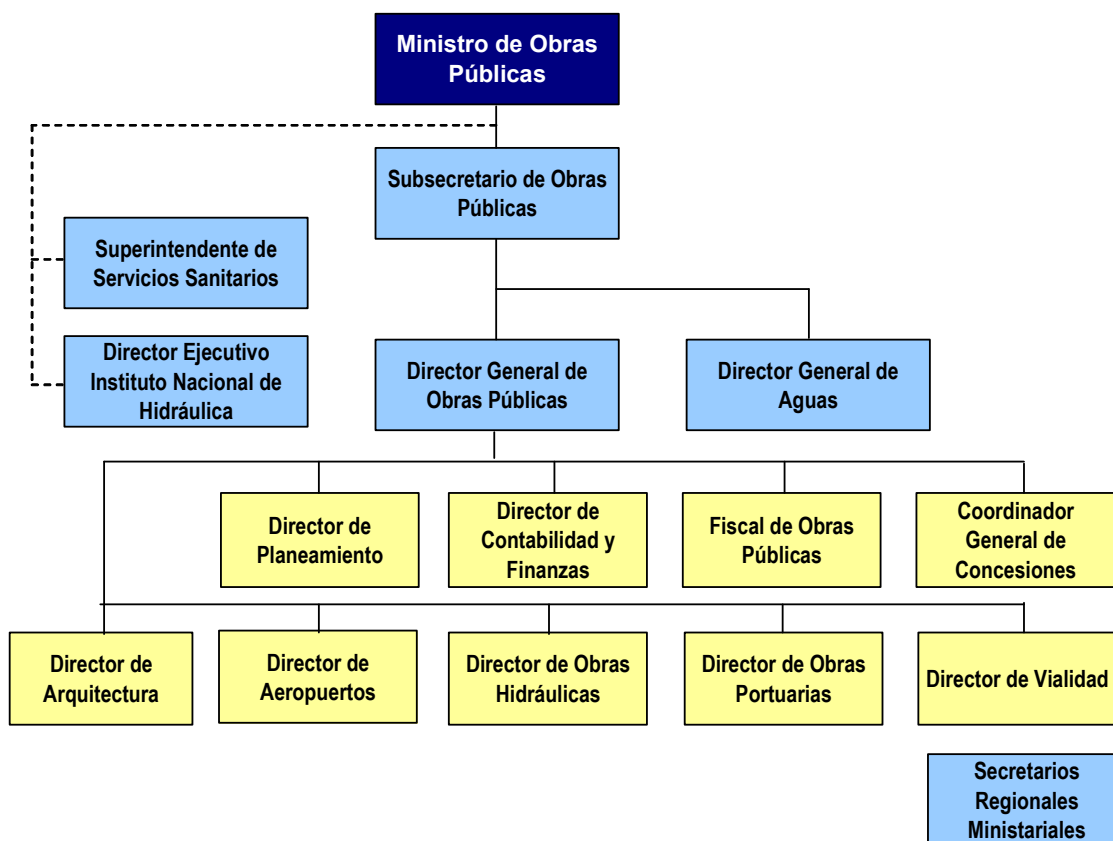 Ministro de Obras
Públicas
Subsecretario de Obras
Públicas
Superintendente de
Servicios Sanitarios
Director Ejecutivo
Instituto Nacional de
Hidráulica
Director General de
Obras Públicas
Director General de
Aguas
Director de
Planeamiento
Director de
Contabilidad y
Finanzas
Fiscal de Obras
Públicas
Coordinador
General de
Concesiones
Director de
Arquitectura
Director de
Aeropuertos
Director de Obras
Hidráulicas
Director de Obras
Portuarias
Director de Vialidad
Secretarios
Regionales
Ministariales